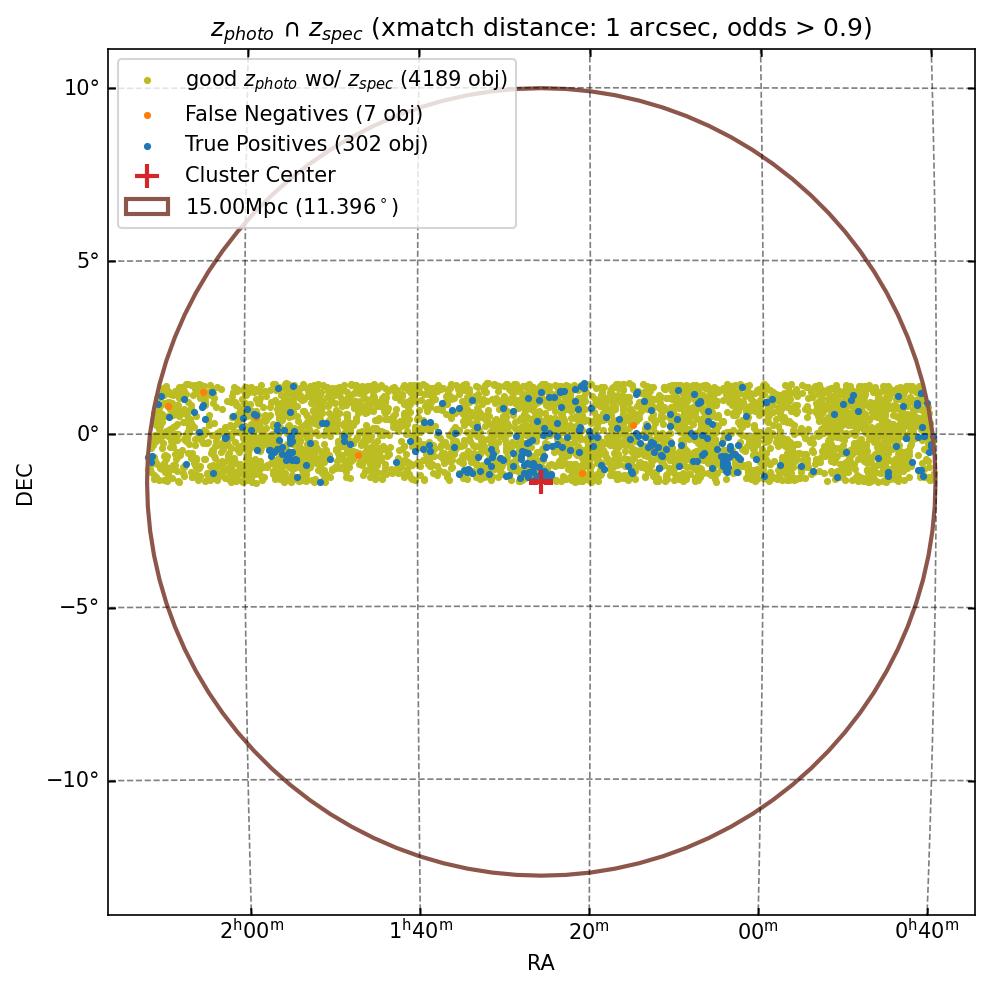 z_photo ∩ z_spec (xmatch distance: 1 arcsec, odds > 0.9)
good z_photo wo/ z_spec (4189 obj)
False Negatives (7 obj)
True Positives (302 obj)
Cluster Center
15.00Mpc (11.396°)
10°
5°
0°
−5°
−10°
DEC
2ʰ00ᵐ
1ʰ40ᵐ
20ᵐ
00ᵐ
0ʰ40ᵐ
RA